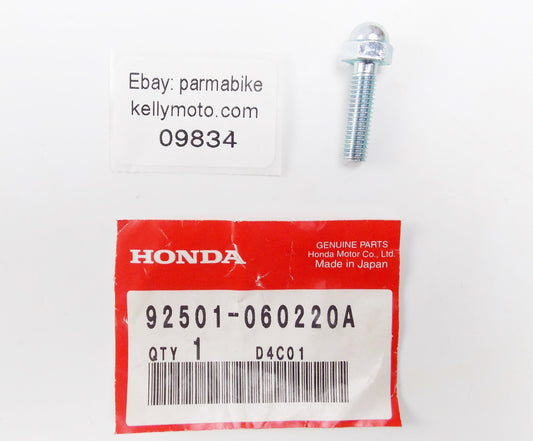 Ebay: parmabike
kellymoto.com
09834
HONDA
GENUINE PARTS
Honda Motor Co., Ltd.
Made in Japan
92501-060220A
QTY 1 D4C01